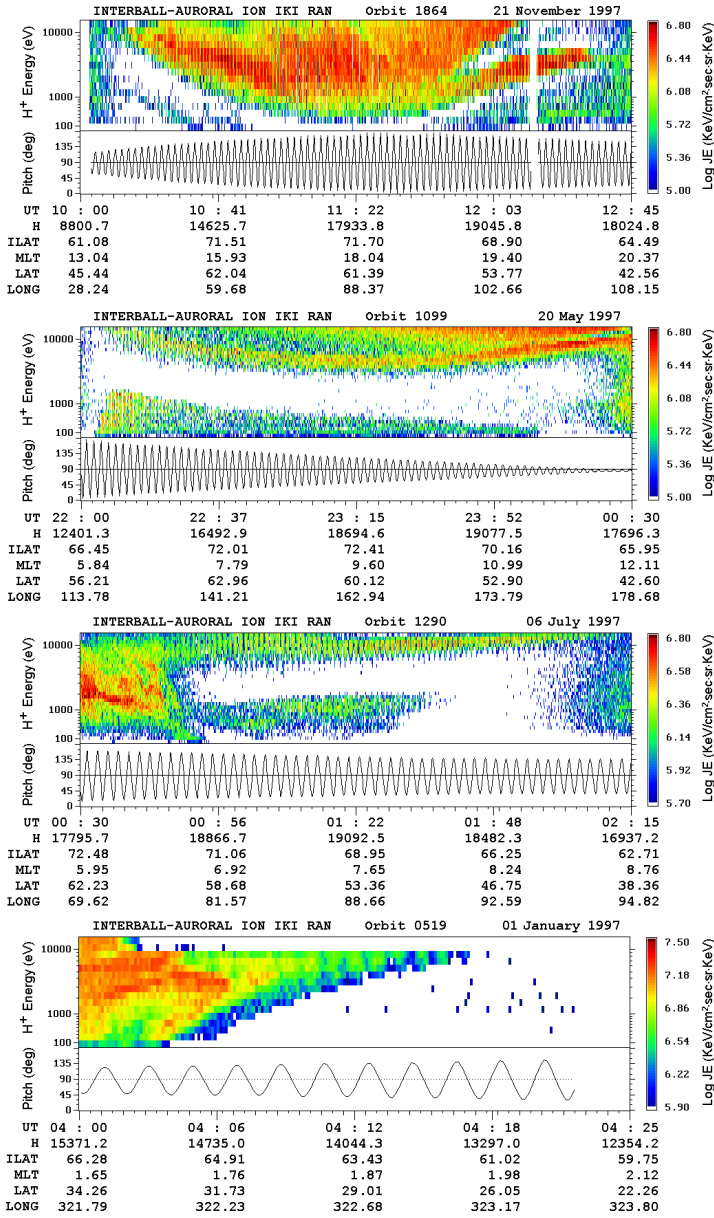 INTERBALL-AURORAL ION IKI RAN Orbit 1864 21 November 1997
10000
1000
100
H+ Energy (eV)
135
90
45
0
Pitch (deg)
6.80
6.44
6.08
5.72
5.36
5.00
Log JE (KeV/cm²·sec·sr·KeV)
UT 10 : 00 10 : 41 11 : 22 12 : 03 12 : 45
H 8800.7 14625.7 17933.8 19045.8 18024.8
ILAT 61.08 71.51 71.70 68.90 64.49
MLT 13.04 15.93 18.04 19.40 20.37
LAT 45.44 62.04 61.39 53.77 42.56
LONG 28.24 59.68 88.37 102.66 108.15
INTERBALL-AURORAL ION IKI RAN Orbit 1099 20 May 1997
10000
1000
100
H+ Energy (eV)
135
90
45
0
Pitch (deg)
6.80
6.44
6.08
5.72
5.36
5.00
Log JE (KeV/cm²·sec·sr·KeV)
UT 22 : 00 22 : 37 23 : 15 23 : 52 00 : 30
H 12401.3 16492.9 18694.6 19077.5 17696.3
ILAT 66.45 72.01 72.41 70.16 65.95
MLT 5.84 7.79 9.60 10.99 12.11
LAT 56.21 62.96 60.12 52.90 42.60
LONG 113.78 141.21 162.94 173.79 178.68
INTERBALL-AURORAL ION IKI RAN Orbit 1290 06 July 1997
10000
1000
100
H+ Energy (eV)
135
90
45
0
Pitch (deg)
6.80
6.58
6.36
6.14
5.92
5.70
Log JE (KeV/cm²·sec·sr·KeV)
UT 00 : 30 00 : 56 01 : 22 01 : 48 02 : 15
H 17795.7 18866.7 19092.5 18482.3 16937.2
ILAT 72.48 71.06 68.95 66.25 62.71
MLT 5.95 6.92 7.65 8.24 8.76
LAT 62.23 58.68 53.36 46.75 38.36
LONG 69.62 81.57 88.66 92.59 94.82
INTERBALL-AURORAL ION IKI RAN Orbit 0519 01 January 1997
10000
1000
100
H+ Energy (eV)
135
90
45
0
Pitch (deg)
7.50
7.18
6.86
6.54
6.22
5.90
Log JE (KeV/cm²·sec·sr·KeV)
UT 04 : 00 04 : 06 04 : 12 04 : 18 04 : 25
H 15371.2 14735.0 14044.3 13297.0 12354.2
ILAT 66.28 64.91 63.43 61.02 59.75
MLT 1.65 1.76 1.87 1.98 2.12
LAT 34.26 31.73 29.01 26.05 22.26
LONG 321.79 322.23 322.68 323.17 323.80